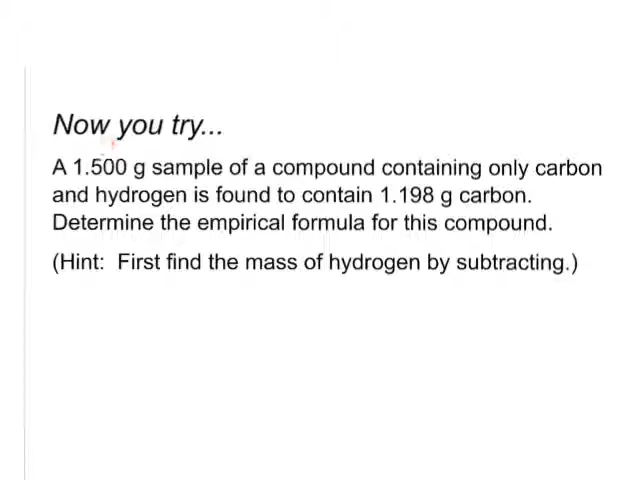 Now you try...
A 1.500 g sample of a compound containing only carbon
and hydrogen is found to contain 1.198 g carbon.
Determine the empirical formula for this compound.
(Hint:  First find the mass of hydrogen by subtracting.)